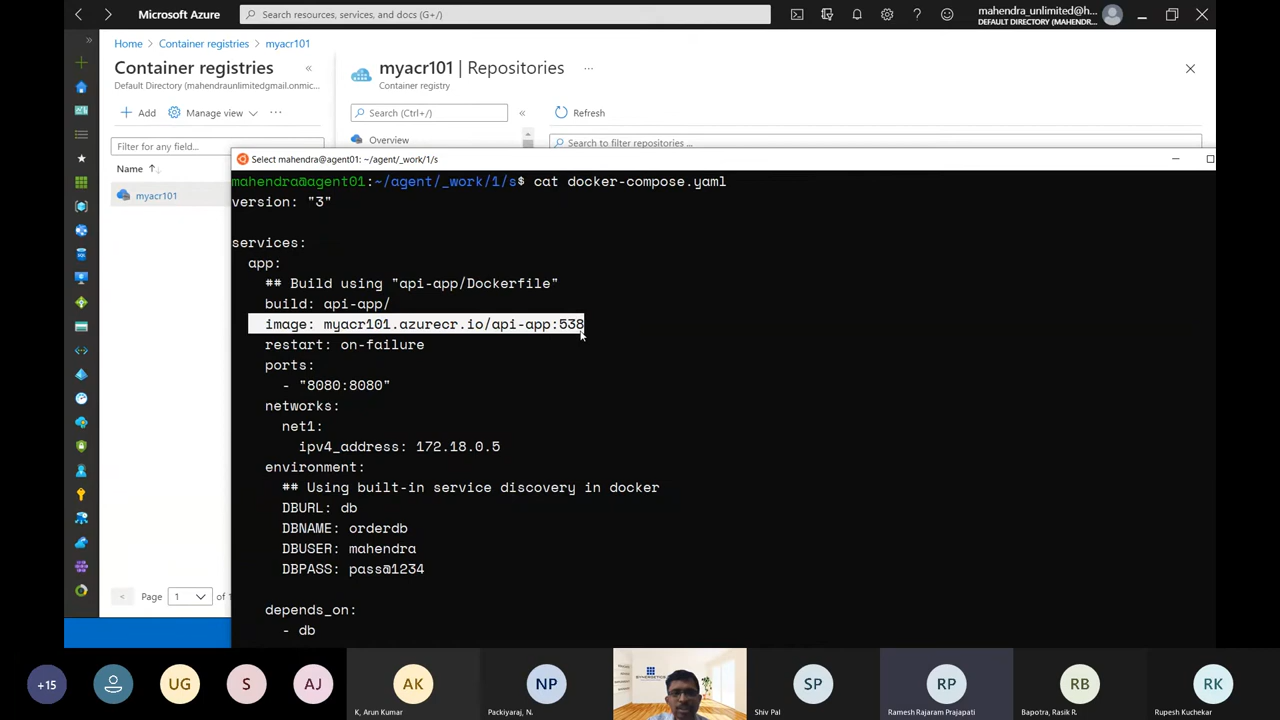 Microsoft Azure
Search resources, services, and docs (G+/)
mahendra_unlimited@h...
DEFAULT DIRECTORY (MAHENDR...
Home > Container registries > myacr101
Container registries «
Default Directory (mahendraunlimitedgmail.onmic...
+ Add Manage view ...
Filter for any field...
Name ↑
myacr101
< Page 1 of 1
myacr101 | Repositories ...
Container registry
Search (Ctrl+/) «
Refresh
Overview
Search to filter repositories...
Select mahendra@agent01: ~/agent/_work/1/s
mahendra@agent01:~/agent/_work/1/s$ cat docker-compose.yaml
version: "3"
services:
app:
## Build using "api-app/Dockerfile"
build: api-app/
image: myacr101.azurecr.io/api-app:538
restart: on-failure
ports:
- "8080:8080"
networks:
net1:
ipv4_address: 172.18.0.5
environment:
## Using built-in service discovery in docker
DBURL: db
DBNAME: orderdb
DBUSER: mahendra
DBPASS: pass@1234
depends_on:
- db
+15
UG
S
AJ
AK
K, Arun Kumar
NP
Packiyaraj, N.
SYNERGETICS
SP
Shiv Pal
RP
Ramesh Rajaram Prajapati
RB
Bapotra, Rasik R.
RK
Rupesh Kuchekar